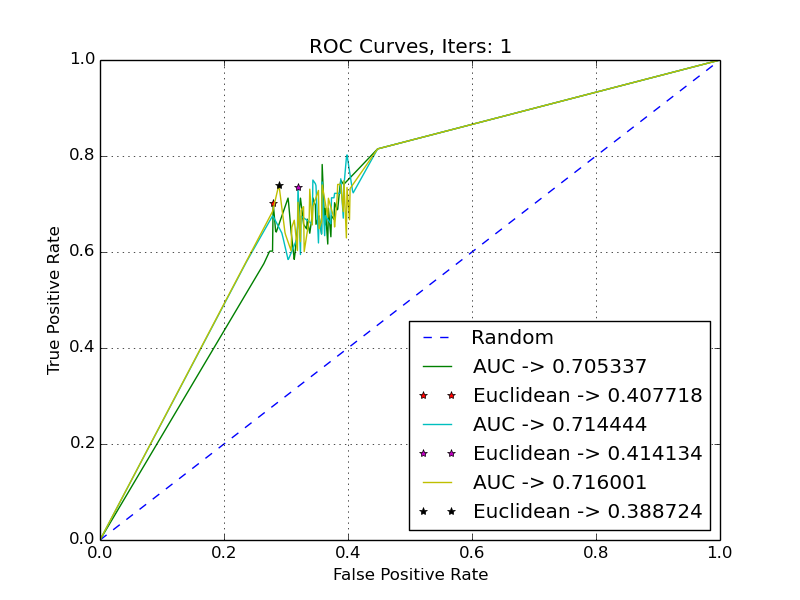 ROC Curves, Iters: 1
1.0
0.8
0.6
0.4
0.2
0.0
True Positive Rate
Random
AUC -> 0.705337
Euclidean -> 0.407718
AUC -> 0.714444
Euclidean -> 0.414134
AUC -> 0.716001
Euclidean -> 0.388724
0.0 0.2 0.4 0.6 0.8 1.0
False Positive Rate